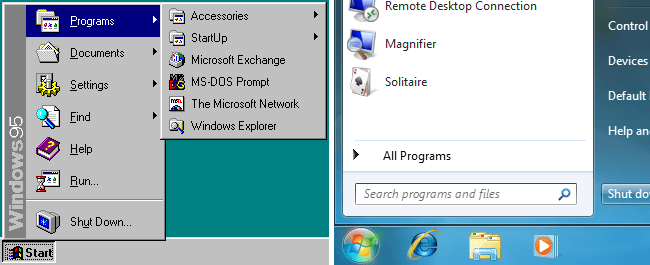 Programs
Documents
Settings
Find
Help
Run...
Shut Down...
Windows95
Start
Accessories
StartUp
Microsoft Exchange
MS-DOS Prompt
The Microsoft Network
Windows Explorer
Remote Desktop Connection
Magnifier
Solitaire
All Programs
Search programs and files
Control
Devices
Default
Help and
Shut do